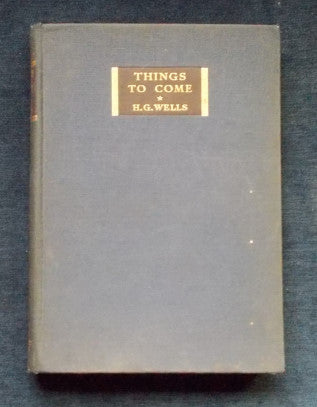 THINGS
TO COME
*
H.G.WELLS